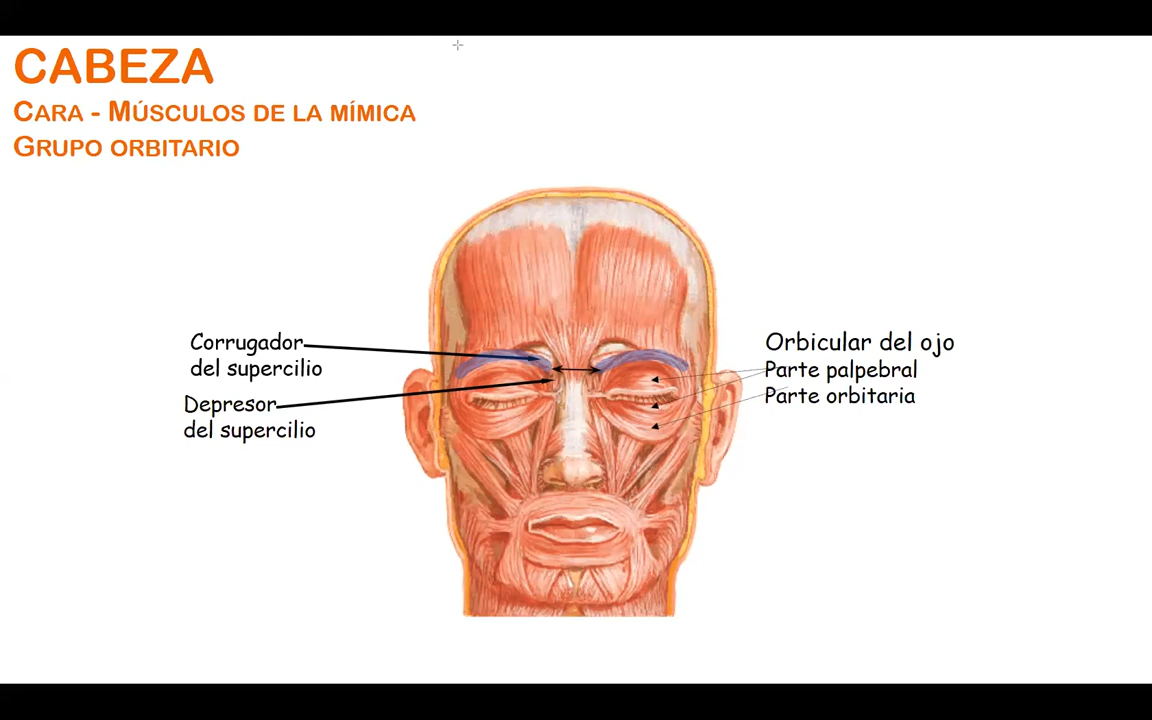 CABEZA
CARA - MÚSCULOS DE LA MÍMICA
GRUPO ORBITARIO
Corrugador
del supercilio
Depresor
del supercilio
Orbicular del ojo
Parte palpebral
Parte orbitaria